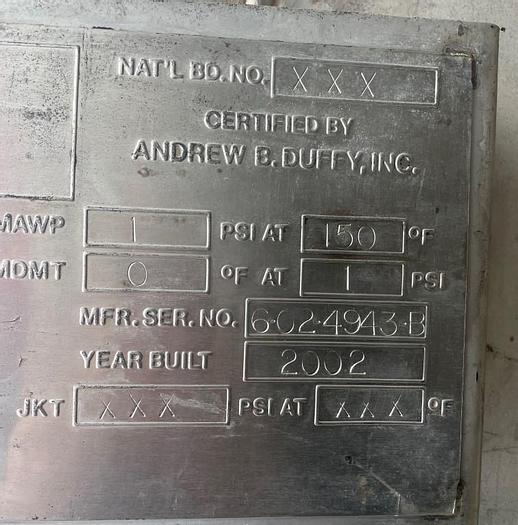 NAT'L BD. NO. X X X
CERTIFIED BY
ANDREW B. DUFFY, INC.
MAWP 1 PSI AT 150 °F
MDMT 0 °F AT 1 PSI
MFR. SER. NO. 6-02-4943-B
YEAR BUILT 2002
JKT X X X PSI AT X X X °F